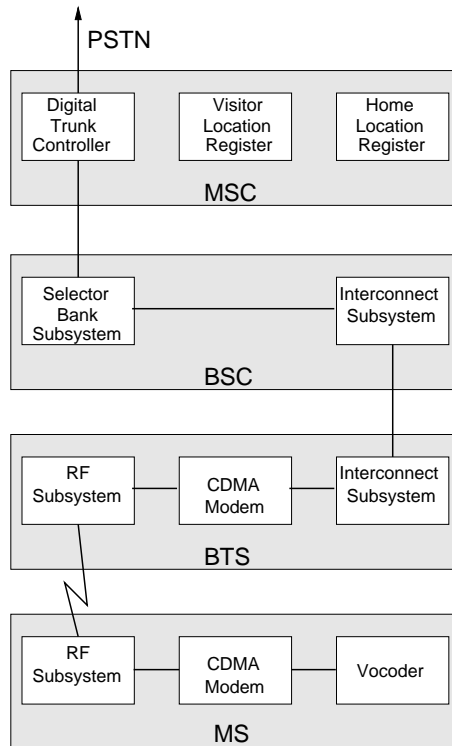 PSTN
Digital
Trunk
Controller
Visitor
Location
Register
Home
Location
Register
MSC
Selector
Bank
Subsystem
Interconnect
Subsystem
BSC
RF
Subsystem
CDMA
Modem
Interconnect
Subsystem
BTS
RF
Subsystem
CDMA
Modem
Vocoder
MS